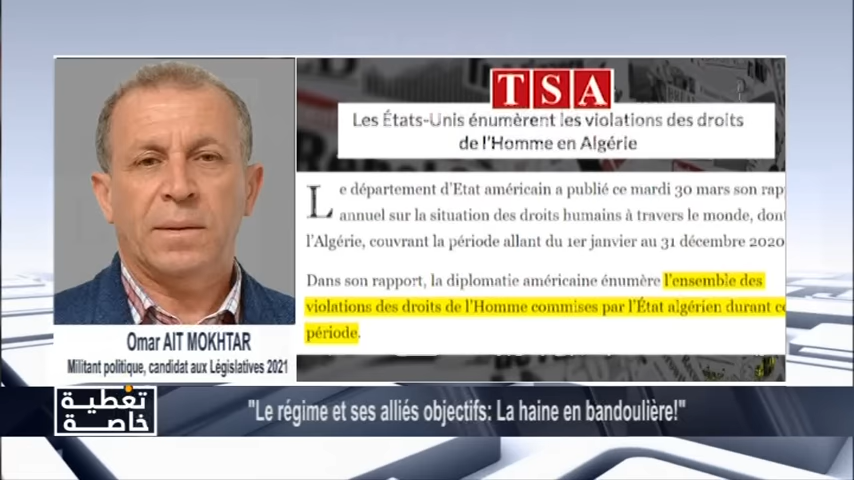 TSA
Les États-Unis énumèrent les violations des droits
de l'Homme en Algérie
Le département d'Etat américain a publié ce mardi 30 mars son rap
annuel sur la situation des droits humains à travers le monde, dont
l'Algérie, couvrant la période allant du 1er janvier au 31 décembre 2020
Dans son rapport, la diplomatie américaine énumère l'ensemble des
violations des droits de l'Homme commises par l'État algérien durant ce
période.
Omar AIT MOKHTAR
Militant politique, candidat aux Législatives 2021
تغطية
خاصة
"Le régime et ses alliés objectifs: La haine en bandoulière!"